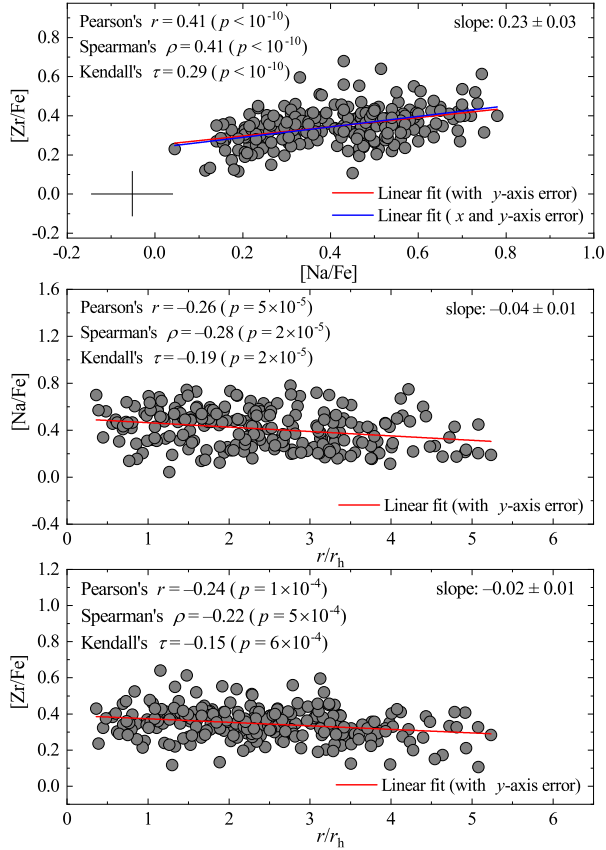 Pearson's r = 0.41 ( p < 10⁻¹⁰)
slope: 0.23 ± 0.03
Spearman's ρ = 0.41 ( p < 10⁻¹⁰)
Kendall's τ = 0.29 ( p < 10⁻¹⁰)
[Zr/Fe]
0.8
0.6
0.4
0.2
0.0
-0.2
Linear fit (with y-axis error)
Linear fit ( x and y-axis error)
-0.2 0.0 0.2 0.4 0.6 0.8 1.0
[Na/Fe]
Pearson's r = –0.26 ( p = 5×10⁻⁵)
slope: –0.04 ± 0.01
Spearman's ρ = –0.28 ( p = 2×10⁻⁵)
Kendall's τ = –0.19 ( p = 2×10⁻⁵)
[Na/Fe]
1.6
1.2
0.8
0.4
0.0
-0.4
Linear fit (with y-axis error)
0 1 2 3 4 5 6
r/rₕ
Pearson's r = –0.24 ( p = 1×10⁻⁴)
slope: –0.02 ± 0.01
Spearman's ρ = –0.22 ( p = 5×10⁻⁴)
Kendall's τ = –0.15 ( p = 6×10⁻⁴)
[Zr/Fe]
1.2
1.0
0.8
0.6
0.4
0.2
0.0
Linear fit (with y-axis error)
0 1 2 3 4 5 6
r/rₕ